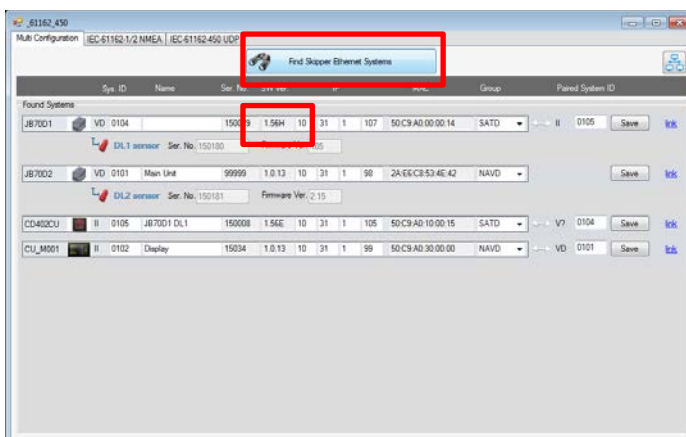 _61162_450
Multi Configuration IEC-61162-1/2 NMEA IEC-61162-450 UDP
Find Skipper Ethernet Systems
Sys. ID Name Ser. No. SW Ver. IP MAC Group Paired System ID
Found Systems
JB70D1 VD 0104 1.56H 10 31 1 107 50:C9:A0:00:00:14 SATD II 0105 Save link
DL1 sensor Ser. No. 150180
JB70D2 VD 0101 Main Unit 99999 1.0.13 10 31 1 98 2A:E6:C8:53:4E:42 NAVD Save link
DL2 sensor Ser. No. 150181 Firmware Ver. 2.15
CD402CU II 0105 JB70D1 DL1 150008 1.56E 10 31 1 105 50:C9:A0:10:00:15 SATD V? 0104 Save link
CU_M001 II 0102 Display 15034 1.0.13 10 31 1 99 50:C9:A0:30:00:00 NAVD VD 0101 Save link